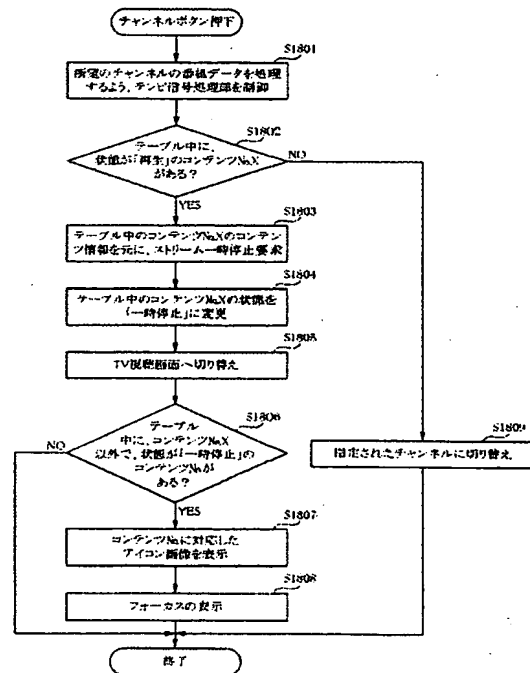 チャンネルボタン押下
S1801
所望のチャンネルの番組データを処理
するよう、テレビ信号処理部を制御
S1802
テーブル中に、
状態が「再生」のコンテンツNo.X
がある?
NO
YES
S1803
テーブル中のコンテンツNo.Xのコンテン
ツ情報を元に、ストリーム一時停止要求
S1804
テーブル中のコンテンツNo.Xの状態を
「一時停止」に変更
S1805
TV視聴画面へ切り替え
S1806
テーブル
中に、コンテンツNo.X
以外で、状態が「一時停止」の
コンテンツNo.が
ある?
NO
YES
S1809
指定されたチャンネルに切り替え
S1807
コンテンツNo.に対応した
アイコン画像を表示
S1808
フォーカスの表示
終了